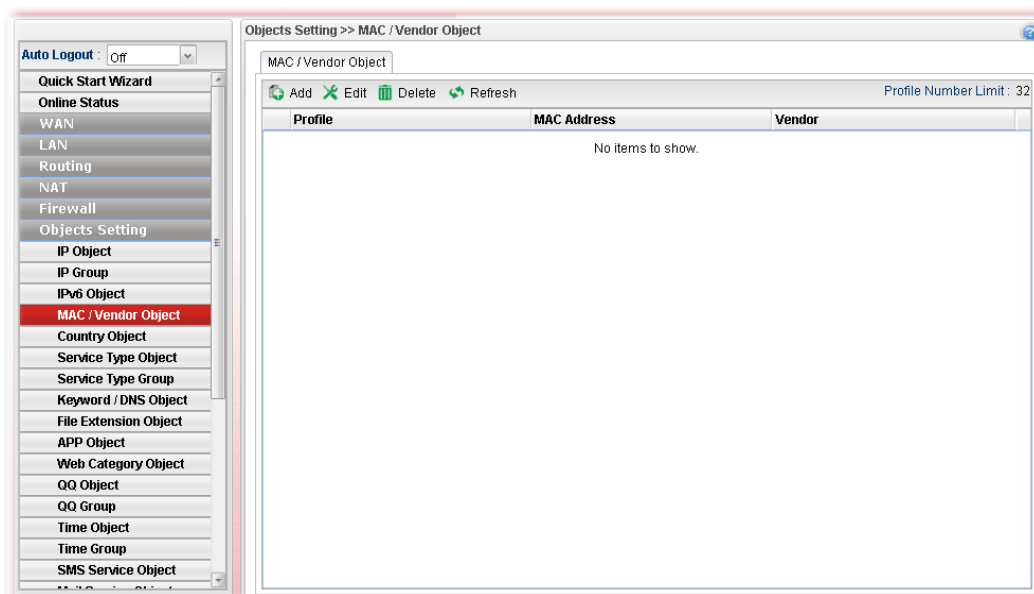 Objects Setting >> MAC / Vendor Object
Auto Logout : Off
Quick Start Wizard
Online Status
WAN
LAN
Routing
NAT
Firewall
Objects Setting
IP Object
IP Group
IPv6 Object
MAC / Vendor Object
Country Object
Service Type Object
Service Type Group
Keyword / DNS Object
File Extension Object
APP Object
Web Category Object
QQ Object
QQ Group
Time Object
Time Group
SMS Service Object
MAC / Vendor Object
Add Edit Delete Refresh Profile Number Limit : 32
Profile MAC Address Vendor
No items to show.